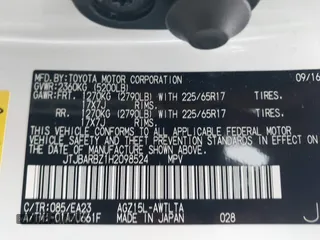 MFD.BY:TOYOTA MOTOR CORPORATION 09/16
GVWR:2360KG (5200LB)
GAWR:FRT. 1270KG (2790LB) WITH 225/65R17 TIRES.
17X7J RIMS.
RR. 1270KG (2790LB) WITH 225/65R17 TIRES.
17X7J RIMS.
THIS VEHICLE CONFORMS TO ALL APPLICABLE FEDERAL
MOTOR VEHICLE SAFETY, BUMPER, AND THEFT PREVENTION
STANDARDS IN EFFECT ON THE DATE OF
MANUFACTURE SHOWN ABOVE.
JTJBARBZ1H2098524 MPV
C/TR:085/EA23 AGZ15L-AWTLTA
MADE IN JAPAN 028